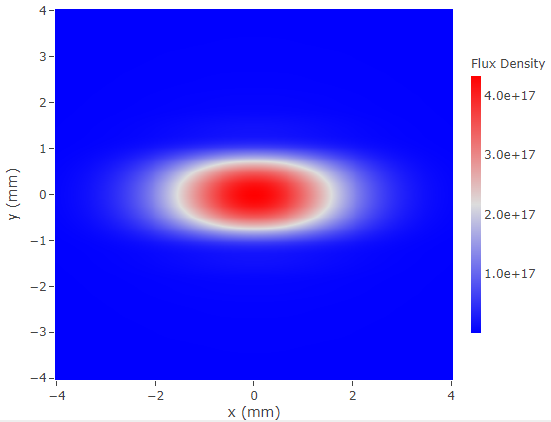 4
3
2
1
0
−1
−2
−3
−4
y (mm)
−4 −2 0 2 4
x (mm)
Flux Density
4.0e+17
3.0e+17
2.0e+17
1.0e+17